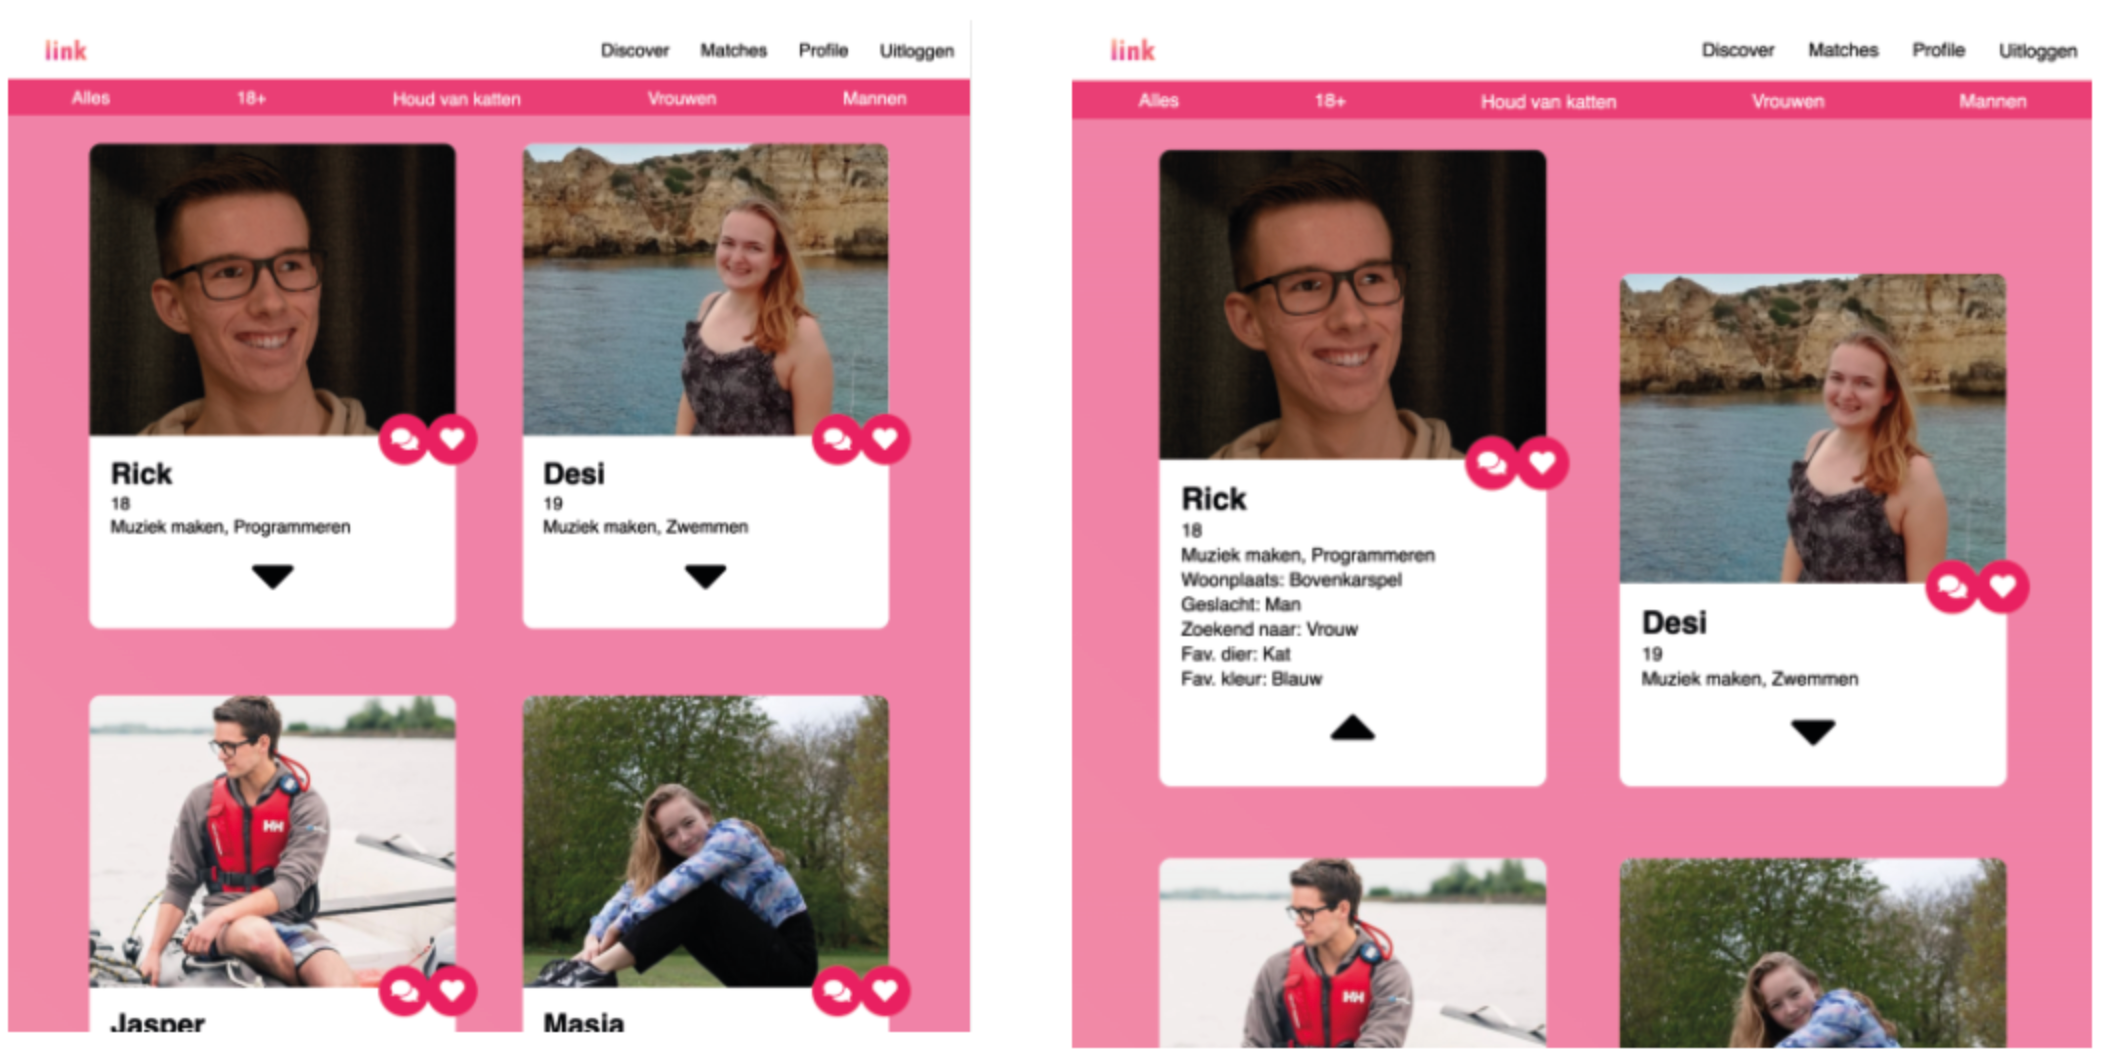 link
Discover Matches Profile Uitloggen
Alles 18+ Houd van katten Vrouwen Mannen
Rick
18
Muziek maken, Programmeren
Desi
19
Muziek maken, Zwemmen
HH
Jasper
Masja
link
Discover Matches Profile Uitloggen
Alles 18+ Houd van katten Vrouwen Mannen
Rick
18
Muziek maken, Programmeren
Woonplaats: Bovenkarspel
Geslacht: Man
Zoekend naar: Vrouw
Fav. dier: Kat
Fav. kleur: Blauw
Desi
19
Muziek maken, Zwemmen
HH